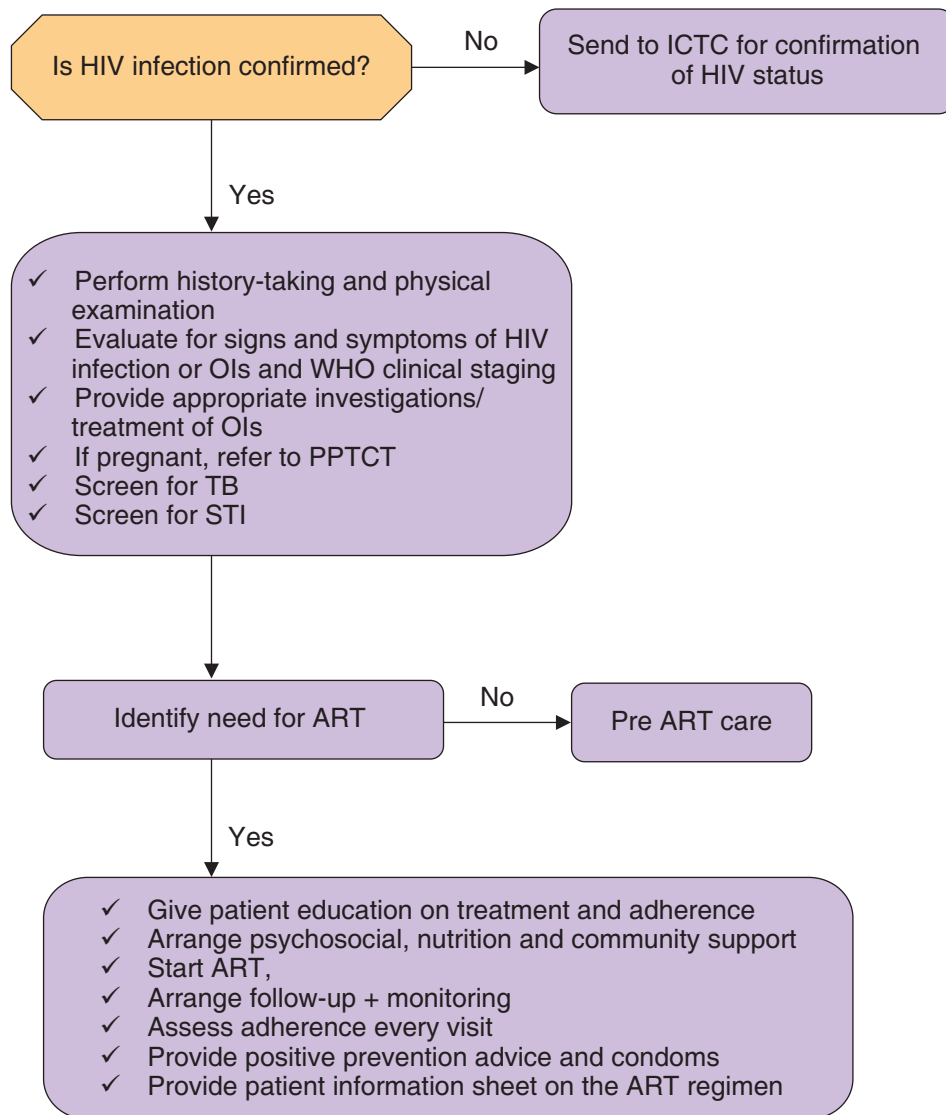 Is HIV infection confirmed?
No
Send to ICTC for confirmation
of HIV status
Yes
✓ Perform history-taking and physical
examination
✓ Evaluate for signs and symptoms of HIV
infection or OIs and WHO clinical staging
✓ Provide appropriate investigations/
treatment of OIs
✓ If pregnant, refer to PPTCT
✓ Screen for TB
✓ Screen for STI
Identify need for ART
No
Pre ART care
Yes
✓ Give patient education on treatment and adherence
✓ Arrange psychosocial, nutrition and community support
✓ Start ART,
✓ Arrange follow-up + monitoring
✓ Assess adherence every visit
✓ Provide positive prevention advice and condoms
✓ Provide patient information sheet on the ART regimen